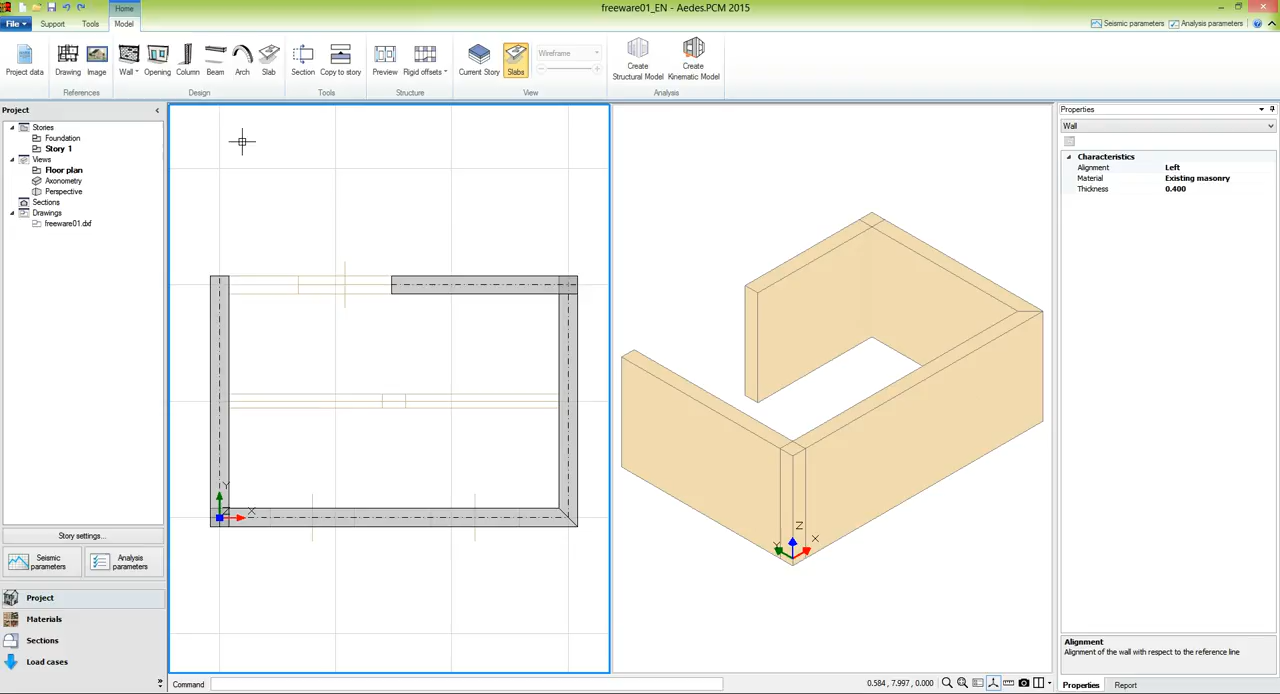 freeware01_EN - Aedes.PCM 2015
Home
File
Support
Tools
Model
Seismic parameters
Analysis parameters
Project data
Drawing
Image
Wall
Opening
Column
Beam
Arch
Slab
Section
Copy to story
Preview
Rigid offsets
Current Story
Slabs
Wireframe
Create
Structural Model
Create
Kinematic Model
References
Design
Tools
Structure
View
Analysis
Project
Stories
Foundation
Story 1
Views
Floor plan
Axonometry
Perspective
Sections
Drawings
freeware01.dxf
Story settings...
Seismic
parameters
Analysis
parameters
Project
Materials
Sections
Load cases
Y
Z
X
Z
Y
X
Properties
Wall
Characteristics
Alignment
Left
Material
Existing masonry
Thickness
0.400
Alignment
Alignment of the wall with respect to the reference line
Properties
Report
Command
0.584 , 7.997, 0.000